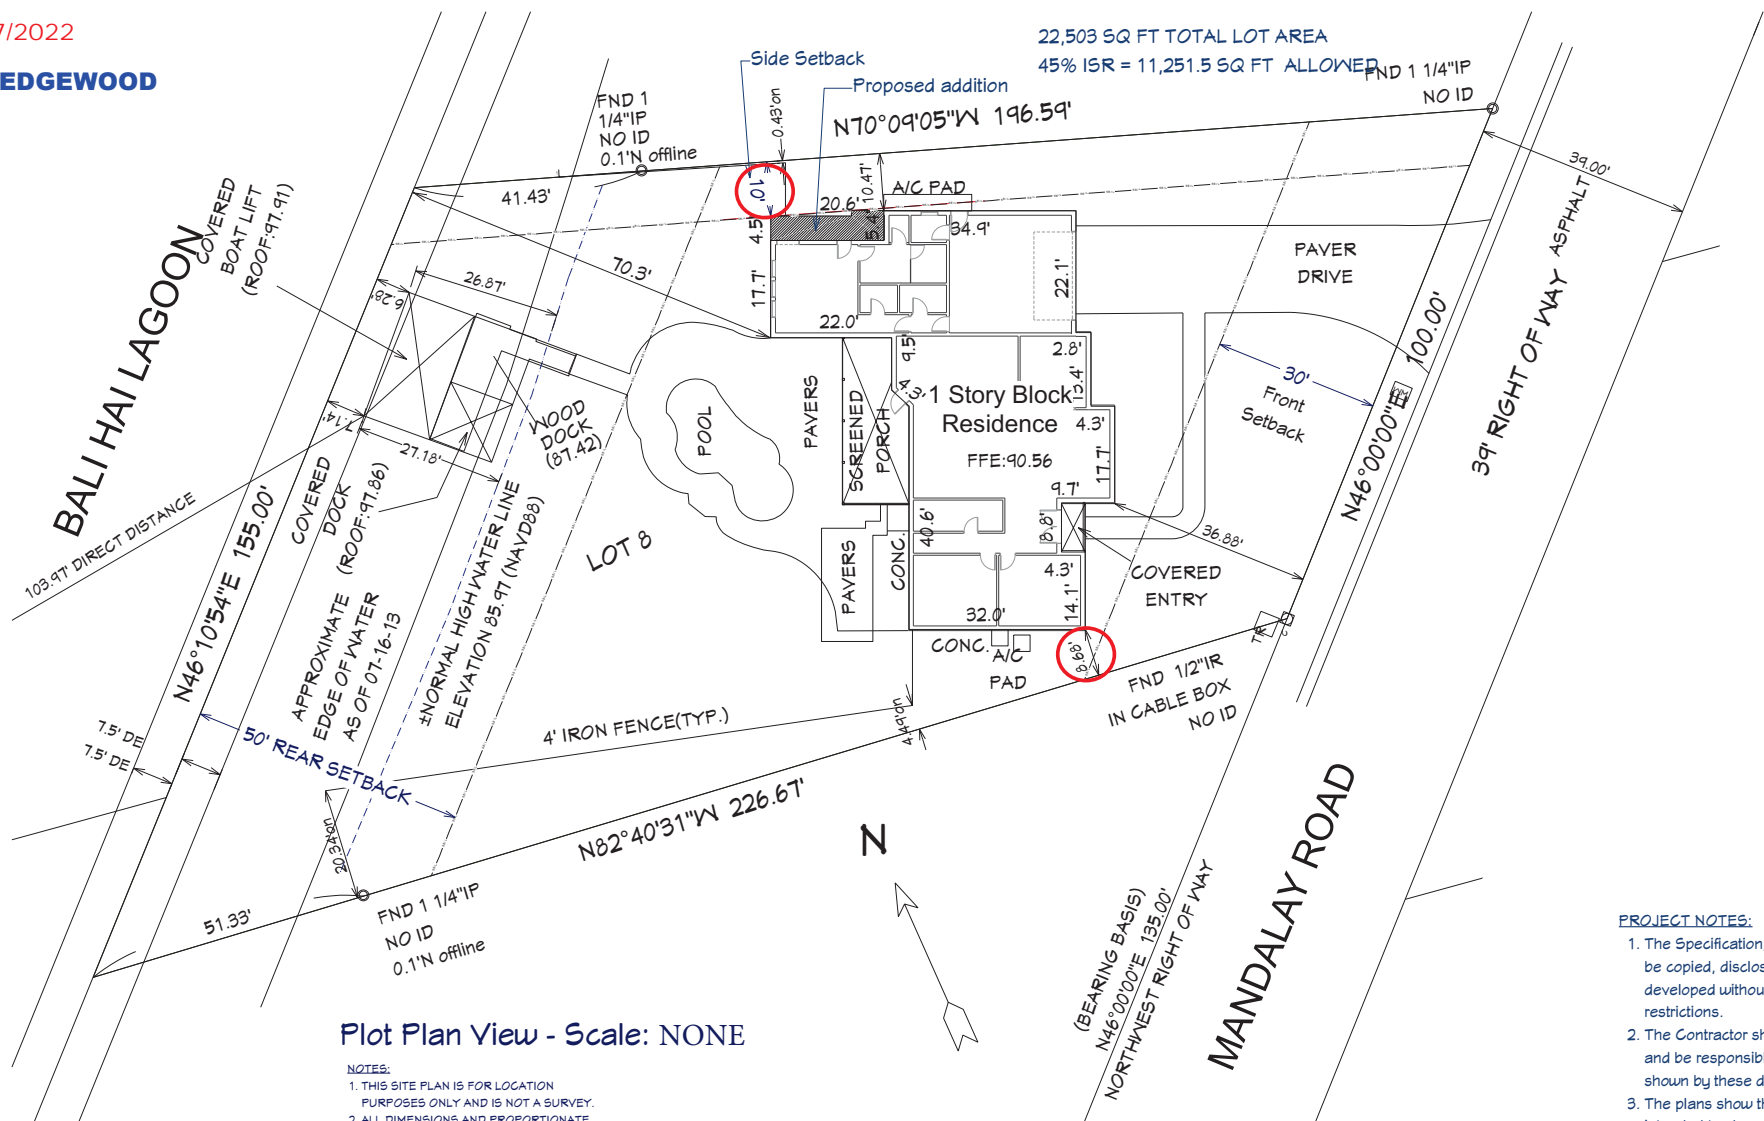 7/2022
EDGEWOOD
22,503 SQ FT TOTAL LOT AREA
45% ISR = 11,251.5 SQ FT ALLOWED
Side Setback
Proposed addition
FND 1 1/4"IP
NO ID
FND 1
1/4"IP
NO ID
0.1'N offline
0.43'on
N70°09'05"W 196.59'
39.00'
41.43'
10'
10.47'
A/C PAD
20.6'
4.5'
5.4'
34.9'
COVERED
BOAT LIFT
(ROOF:97.91)
BALI HAI LAGOON
70.3'
26.87'
6.28'
17.7'
22.1'
22.0'
PAVER
DRIVE
39' RIGHT OF WAY ASPHALT
100.00'
N46°00'00"E
WM
30'
Front
Setback
9.5'
2.8'
4.3'
1 Story Block
Residence
FFE:90.56
4.3'
17.7'
9.7'
PAVERS
SCREENED
PORCH
POOL
WOOD
DOCK
(87.42)
7.14'
27.18'
COVERED
DOCK
(ROOF:97.86)
103.97' DIRECT DISTANCE
N46°10'54"E 155.00'
±NORMAL HIGH WATER LINE
ELEVATION 85.97 (NAVD88)
LOT 8
40.6'
8.8'
36.88'
COVERED
ENTRY
PAVERS
CONC.
4.3'
14.1'
32.0'
APPROXIMATE
EDGE OF WATER
AS OF 07-16-13
CONC.
A/C
PAD
8.68'
TR
C
FND 1/2"IR
IN CABLE BOX
NO ID
7.5' DE
7.5' DE
50' REAR SETBACK
4' IRON FENCE(TYP.)
4.49'on
N82°40'31"W 226.67'
20.34'on
51.33'
FND 1 1/4"IP
NO ID
0.1'N offline
N
MANDALAY ROAD
(BEARING BASIS)
N46°00'00"E 135.00'
NORTHWEST RIGHT OF WAY
Plot Plan View - Scale: NONE
NOTES:
1. THIS SITE PLAN IS FOR LOCATION
PURPOSES ONLY AND IS NOT A SURVEY.
2. ALL DIMENSIONS AND PROPORTIONATE
PROJECT NOTES:
1. The Specification
be copied, disclos
developed withou
restrictions.
2. The Contractor sh
and be responsib
shown by these d
3. The plans show th